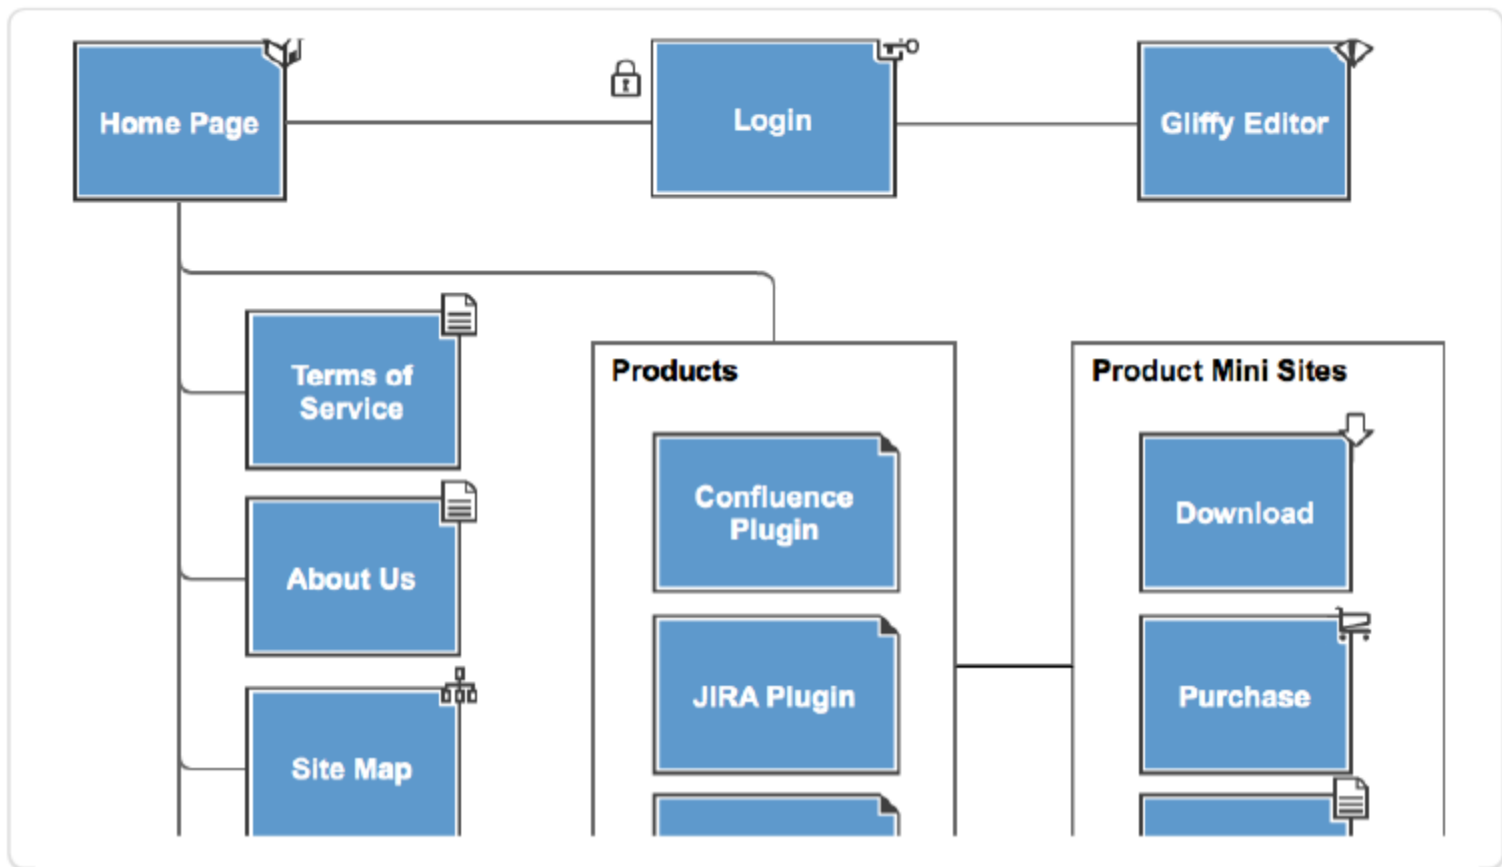 Home Page
Login
Gliffy Editor
Terms of
Service
About Us
Site Map
Products
Confluence
Plugin
JIRA Plugin
Product Mini Sites
Download
Purchase